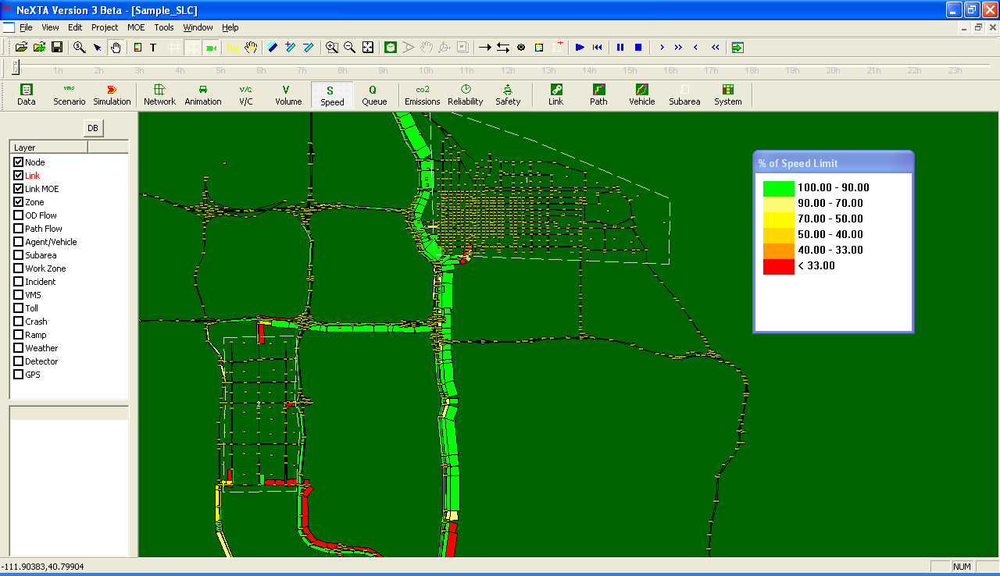 NeXTA Version 3 Beta - [Sample_SLC]
File View Edit Project MOE Tools Window Help
T
1h 2h 3h 4h 5h 6h 7h 8h 9h 10h 11h 12h 13h 14h 15h 16h 17h 18h 19h 20h 21h 22h 23h
vms V/C V S Q co2
Data Scenario Simulation Network Animation V/C Volume Speed Queue Emissions Reliability Safety Link Path Vehicle Subarea System
DB
Layer
Node
Link
Link MOE
Zone
OD Flow
Path Flow
Agent/Vehicle
Subarea
Work Zone
Incident
VMS
Toll
Crash
Ramp
Weather
Detector
GPS
1
2
% of Speed Limit
100.00 - 90.00
90.00 - 70.00
70.00 - 50.00
50.00 - 40.00
40.00 - 33.00
< 33.00
-111.90383,40.79904
NUM